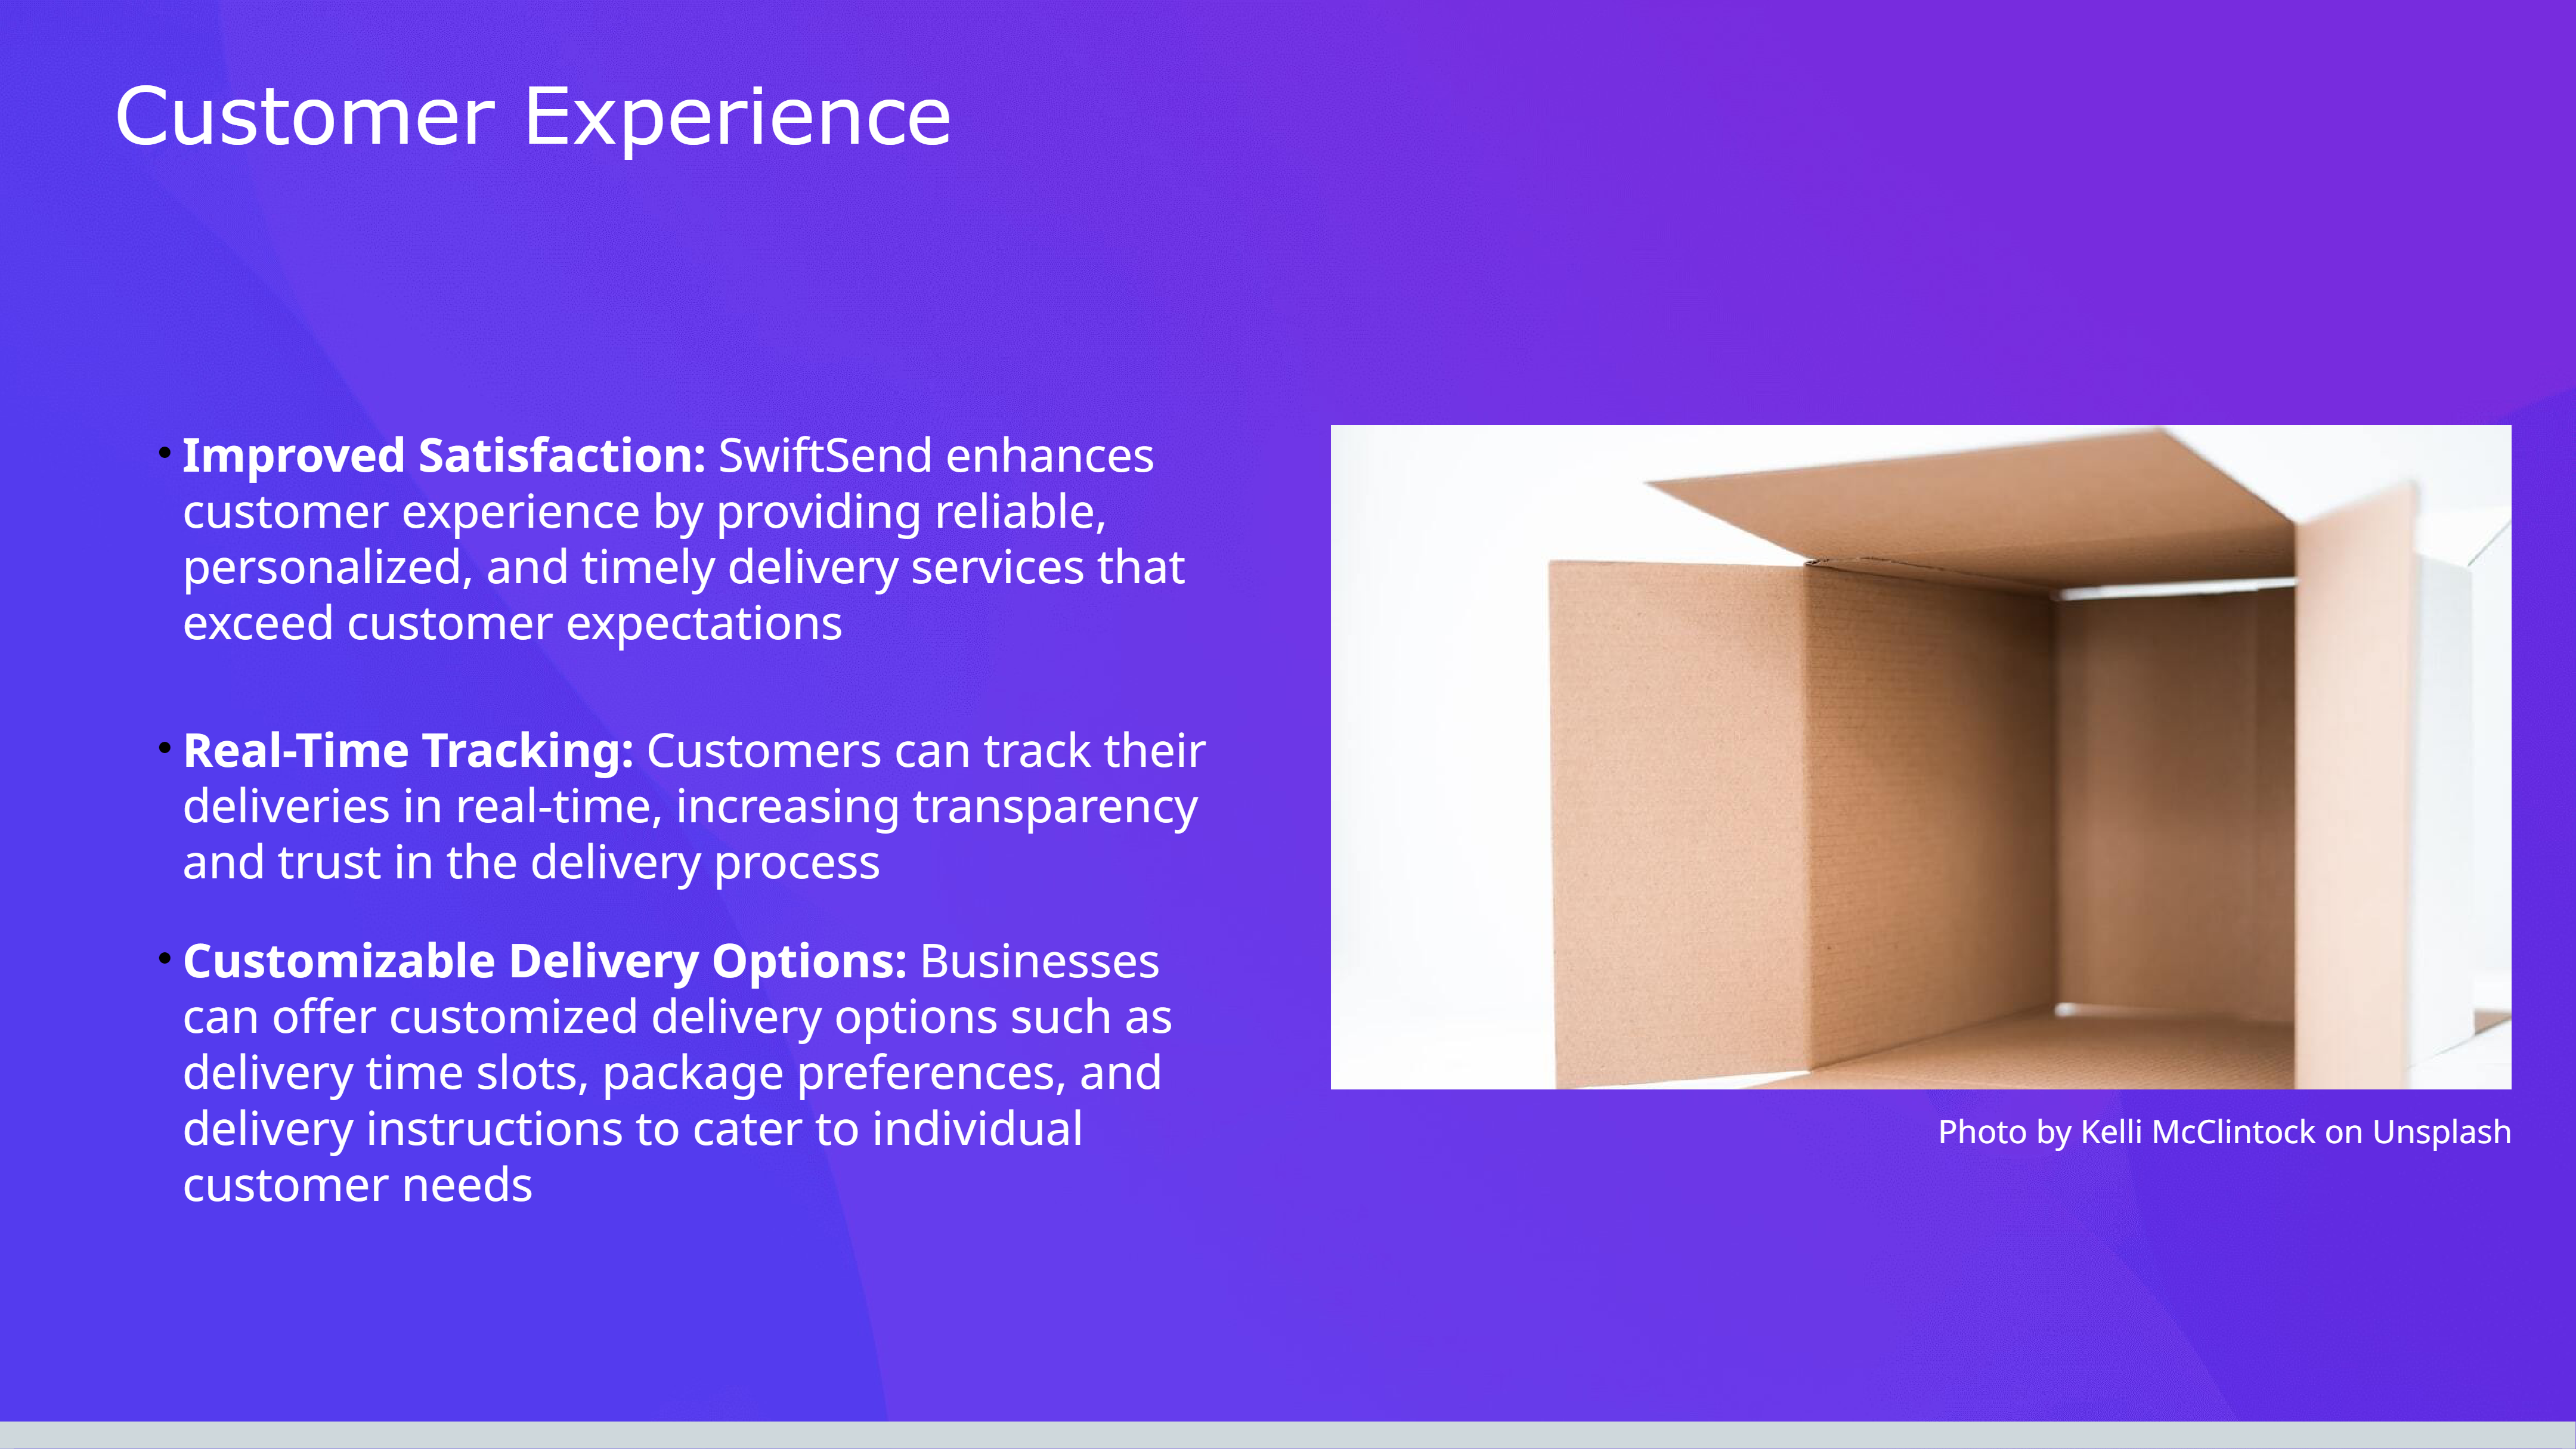 Customer Experience
• Improved Satisfaction: SwiftSend enhances
customer experience by providing reliable,
personalized, and timely delivery services that
exceed customer expectations
• Real-Time Tracking: Customers can track their
deliveries in real-time, increasing transparency
and trust in the delivery process
• Customizable Delivery Options: Businesses
can offer customized delivery options such as
delivery time slots, package preferences, and
delivery instructions to cater to individual
customer needs
Photo by Kelli McClintock on Unsplash